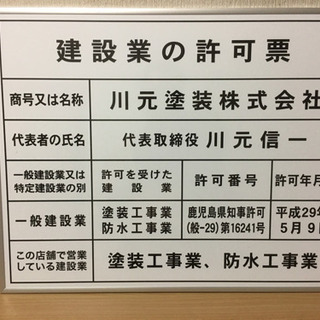 建設業の許可票
商号又は名称 川元塗装株式会社
代表者の氏名 代表取締役 川元信一
一般建設業又は
特定建設業の別
許可を受けた
建設業
許可番号
許可年月
一般建設業
塗装工事業
防水工事業
鹿児島県知事許可
(般-29)第16241号
平成29年
5月9日
この店舗で営業
している建設業
塗装工事業、防水工事業